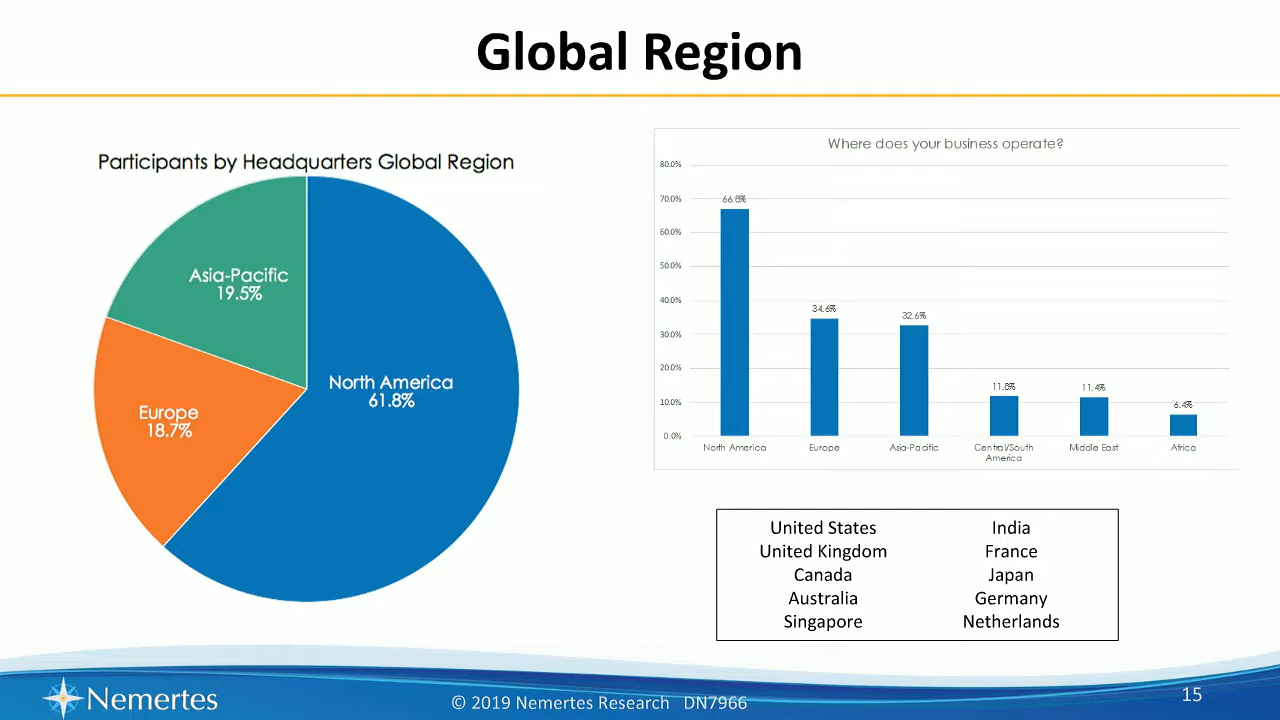 Global Region
Participants by Headquarters Global Region
Asia-Pacific
19.5%
North America
61.8%
Europe
18.7%
Where does your business operate?
80.0%
70.0%
60.0%
50.0%
40.0%
30.0%
20.0%
10.0%
0.0%
66.8%
34.6%
32.6%
11.8%
11.4%
6.4%
North America
Europe
Asia-Pacific
Central/South
America
Middle East
Africa
United States
United Kingdom
Canada
Australia
Singapore
India
France
Japan
Germany
Netherlands
Nemertes
© 2019 Nemertes Research DN7966
15